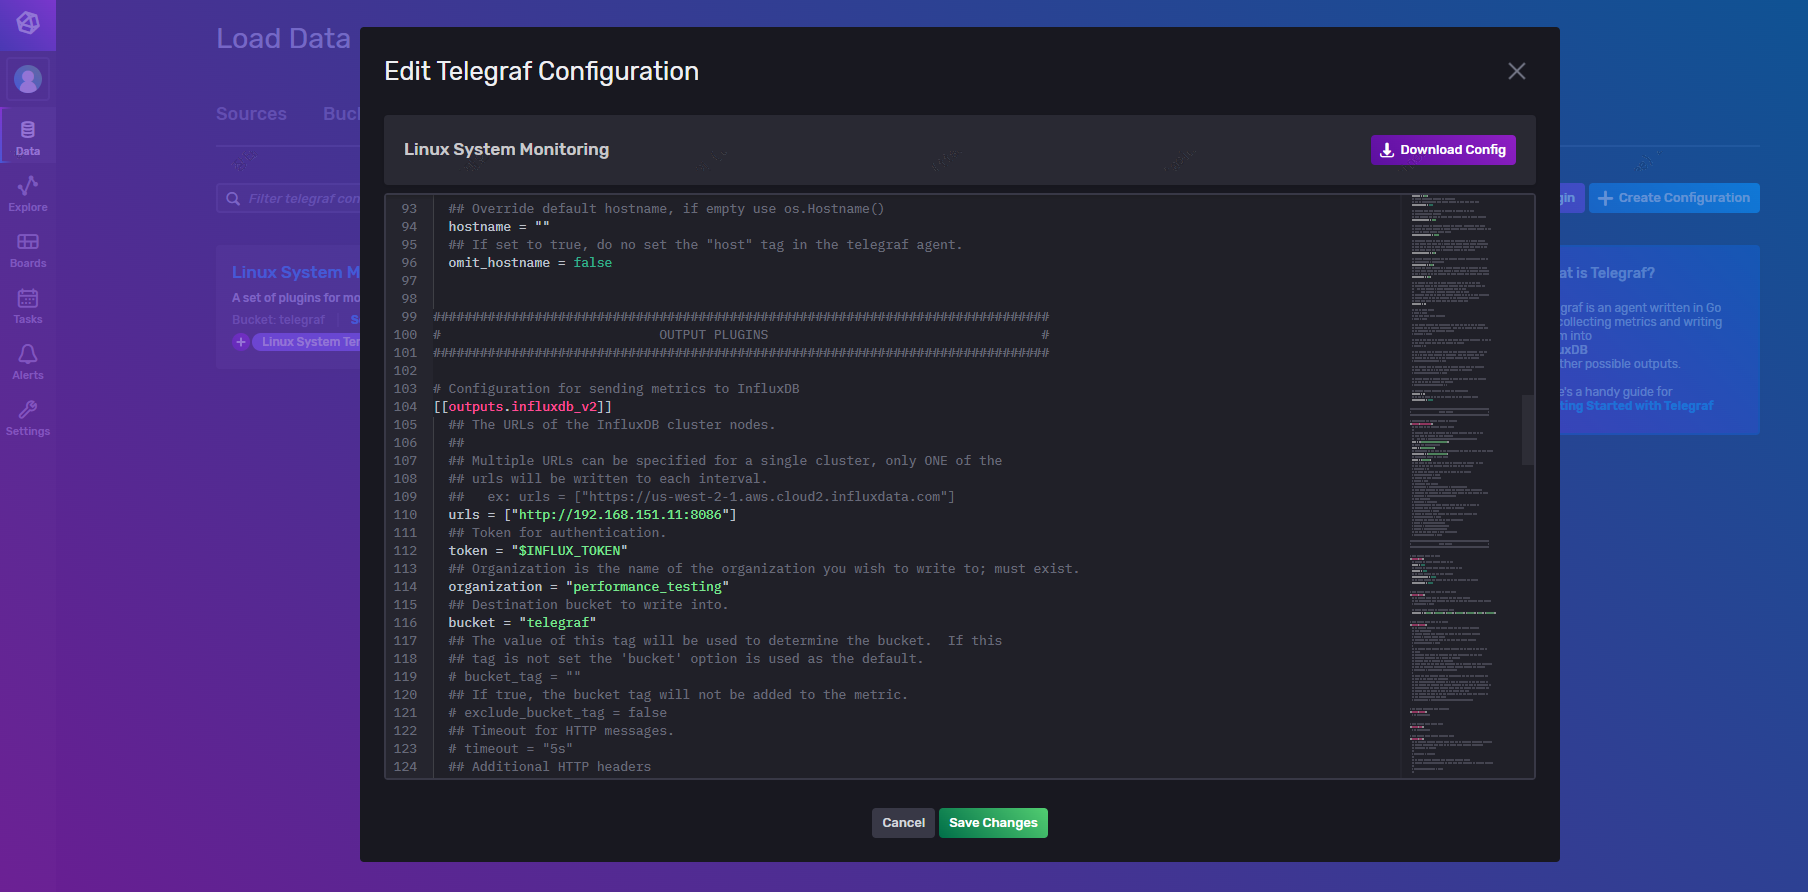 Load Data
Edit Telegraf Configuration
Sources
Linux System Monitoring
Download Config
Data
Explore
Filter telegraf con
Create Configuration
Boards
Tasks
Alerts
Settings
Linux System M
A set of plugins for mo
Bucket: telegraf
+ Linux System Te
93   ## Override default hostname, if empty use os.Hostname()
94   hostname = ""
95   ## If set to true, do no set the "host" tag in the telegraf agent.
96   omit_hostname = false
97
98
99 ###############################################################################
100 #                            OUTPUT PLUGINS                                   #
101 ###############################################################################
102
103 # Configuration for sending metrics to InfluxDB
104 [[outputs.influxdb_v2]]
105   ## The URLs of the InfluxDB cluster nodes.
106   ##
107   ## Multiple URLs can be specified for a single cluster, only ONE of the
108   ## urls will be written to each interval.
109   ##   ex: urls = ["https://us-west-2-1.aws.cloud2.influxdata.com"]
110   urls = ["http://192.168.151.11:8086"]
111   ## Token for authentication.
112   token = "$INFLUX_TOKEN"
113   ## Organization is the name of the organization you wish to write to; must exist.
114   organization = "performance_testing"
115   ## Destination bucket to write into.
116   bucket = "telegraf"
117   ## The value of this tag will be used to determine the bucket.  If this
118   ## tag is not set the 'bucket' option is used as the default.
119   # bucket_tag = ""
120   ## If true, the bucket tag will not be added to the metric.
121   # exclude_bucket_tag = false
122   ## Timeout for HTTP messages.
123   # timeout = "5s"
124   ## Additional HTTP headers
at is Telegraf?
graf is an agent written in Go
collecting metrics and writing
m into
uxDB
ther possible outputs.
e's a handy guide for
ting Started with Telegraf
Cancel
Save Changes